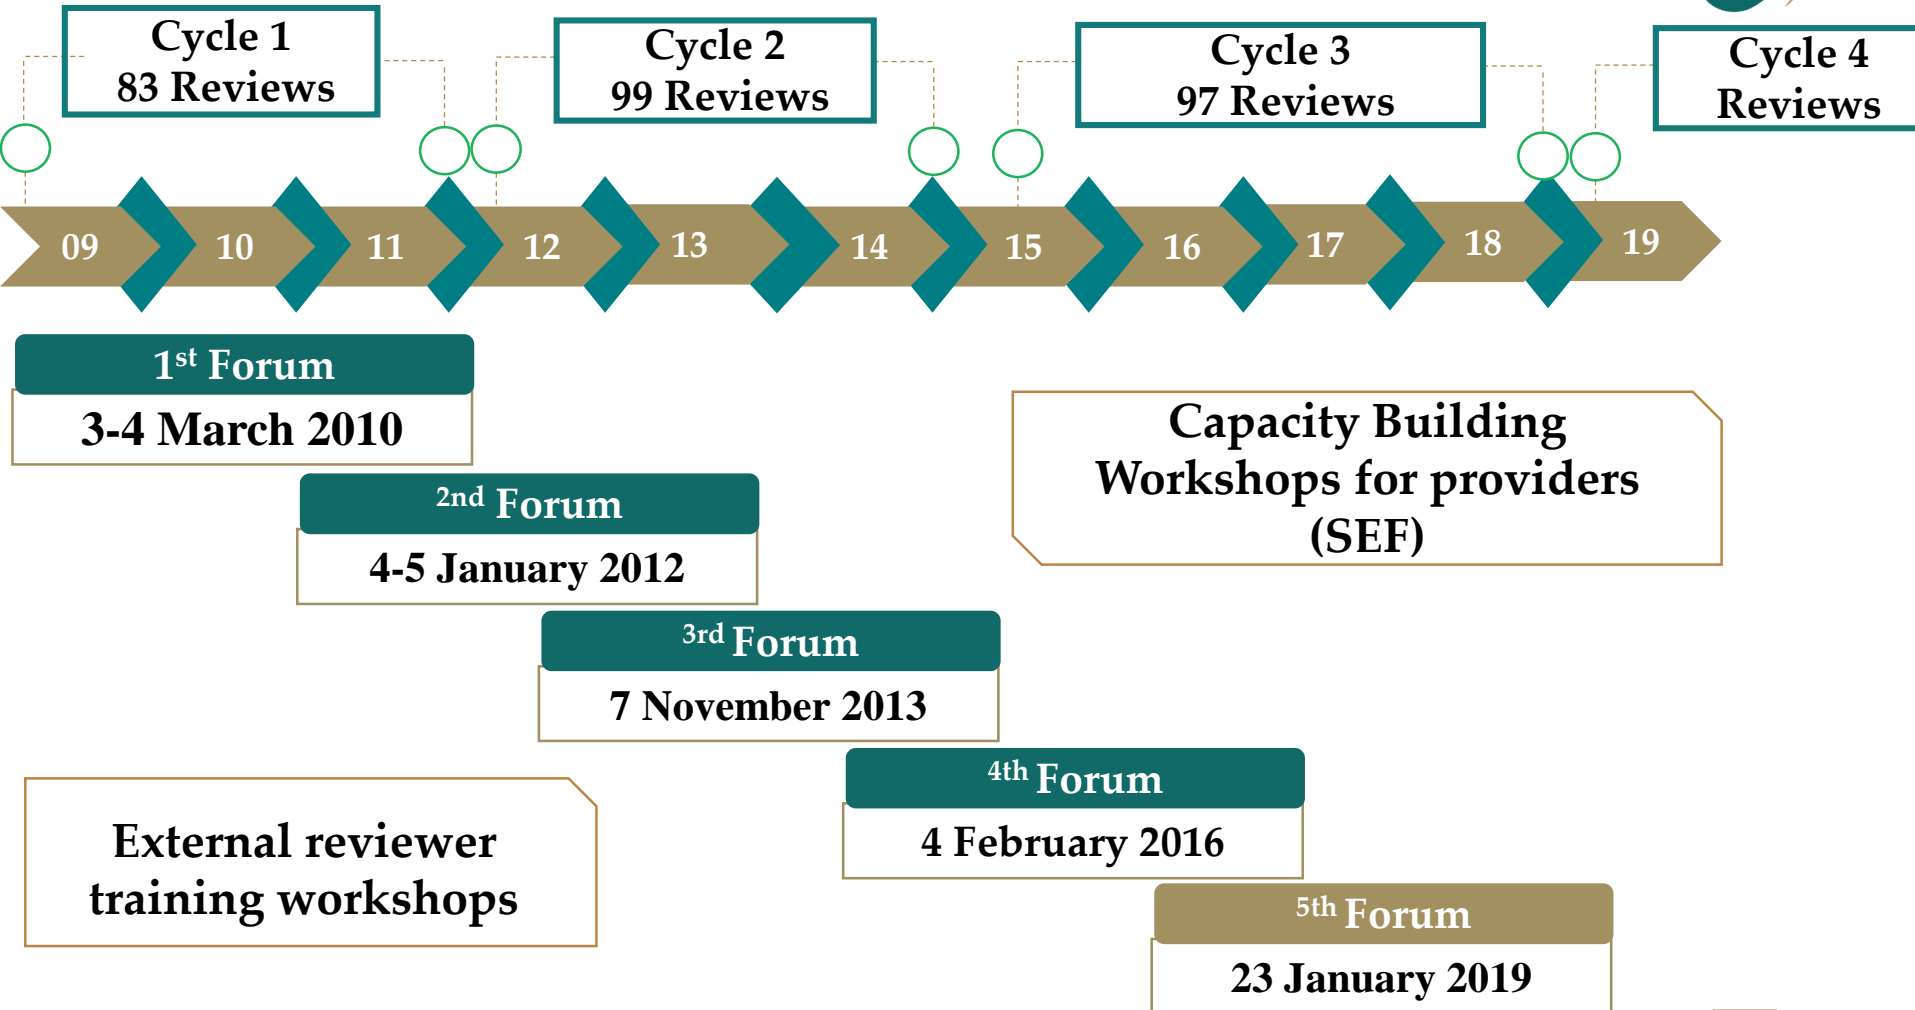 Cycle 1
83 Reviews
Cycle 2
99 Reviews
Cycle 3
97 Reviews
Cycle 4
Reviews
09
10
11
12
13
14
15
16
17
18
19
1st Forum
3-4 March 2010
2nd Forum
4-5 January 2012
3rd Forum
7 November 2013
4th Forum
4 February 2016
5th Forum
23 January 2019
Capacity Building
Workshops for providers
(SEF)
External reviewer
training workshops